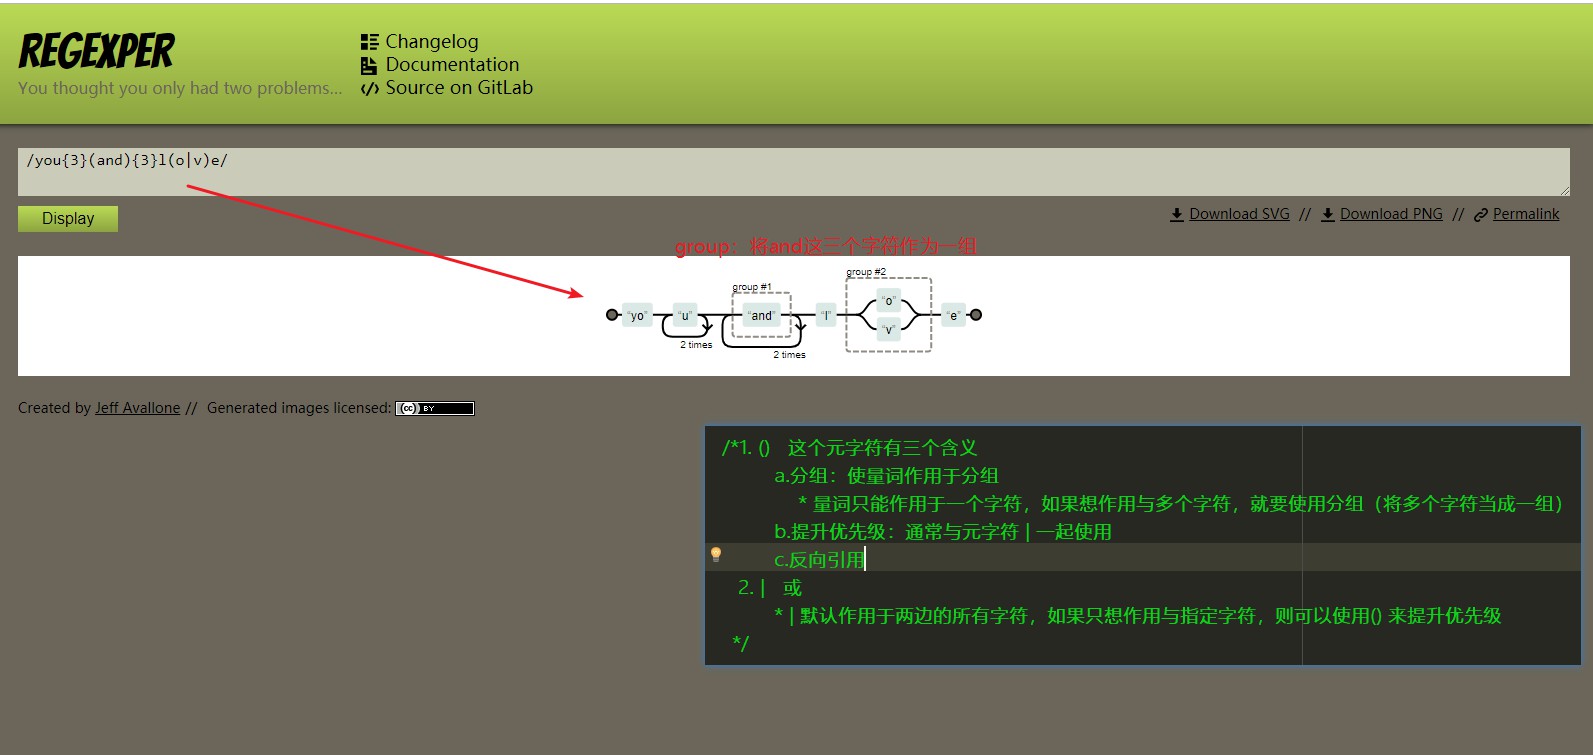 REGEXPER
You thought you only had two problems...
Changelog
Documentation
Source on GitLab
/you{3}(and){3}l(o|v)e/
Display
Download SVG // Download PNG // Permalink
group：将and这三个字符作为一组
group #1
group #2
“yo” “u” “and” “l” “o” “v” “e”
2 times
2 times
Created by Jeff Avallone // Generated images licensed: (cc) BY
/*1. () 这个元字符有三个含义
a.分组：使量词作用于分组
* 量词只能作用于一个字符，如果想作用与多个字符，就要使用分组（将多个字符当成一组）
b.提升优先级：通常与元字符 | 一起使用
c.反向引用
2. | 或
* | 默认作用于两边的所有字符，如果只想作用与指定字符，则可以使用() 来提升优先级
*/